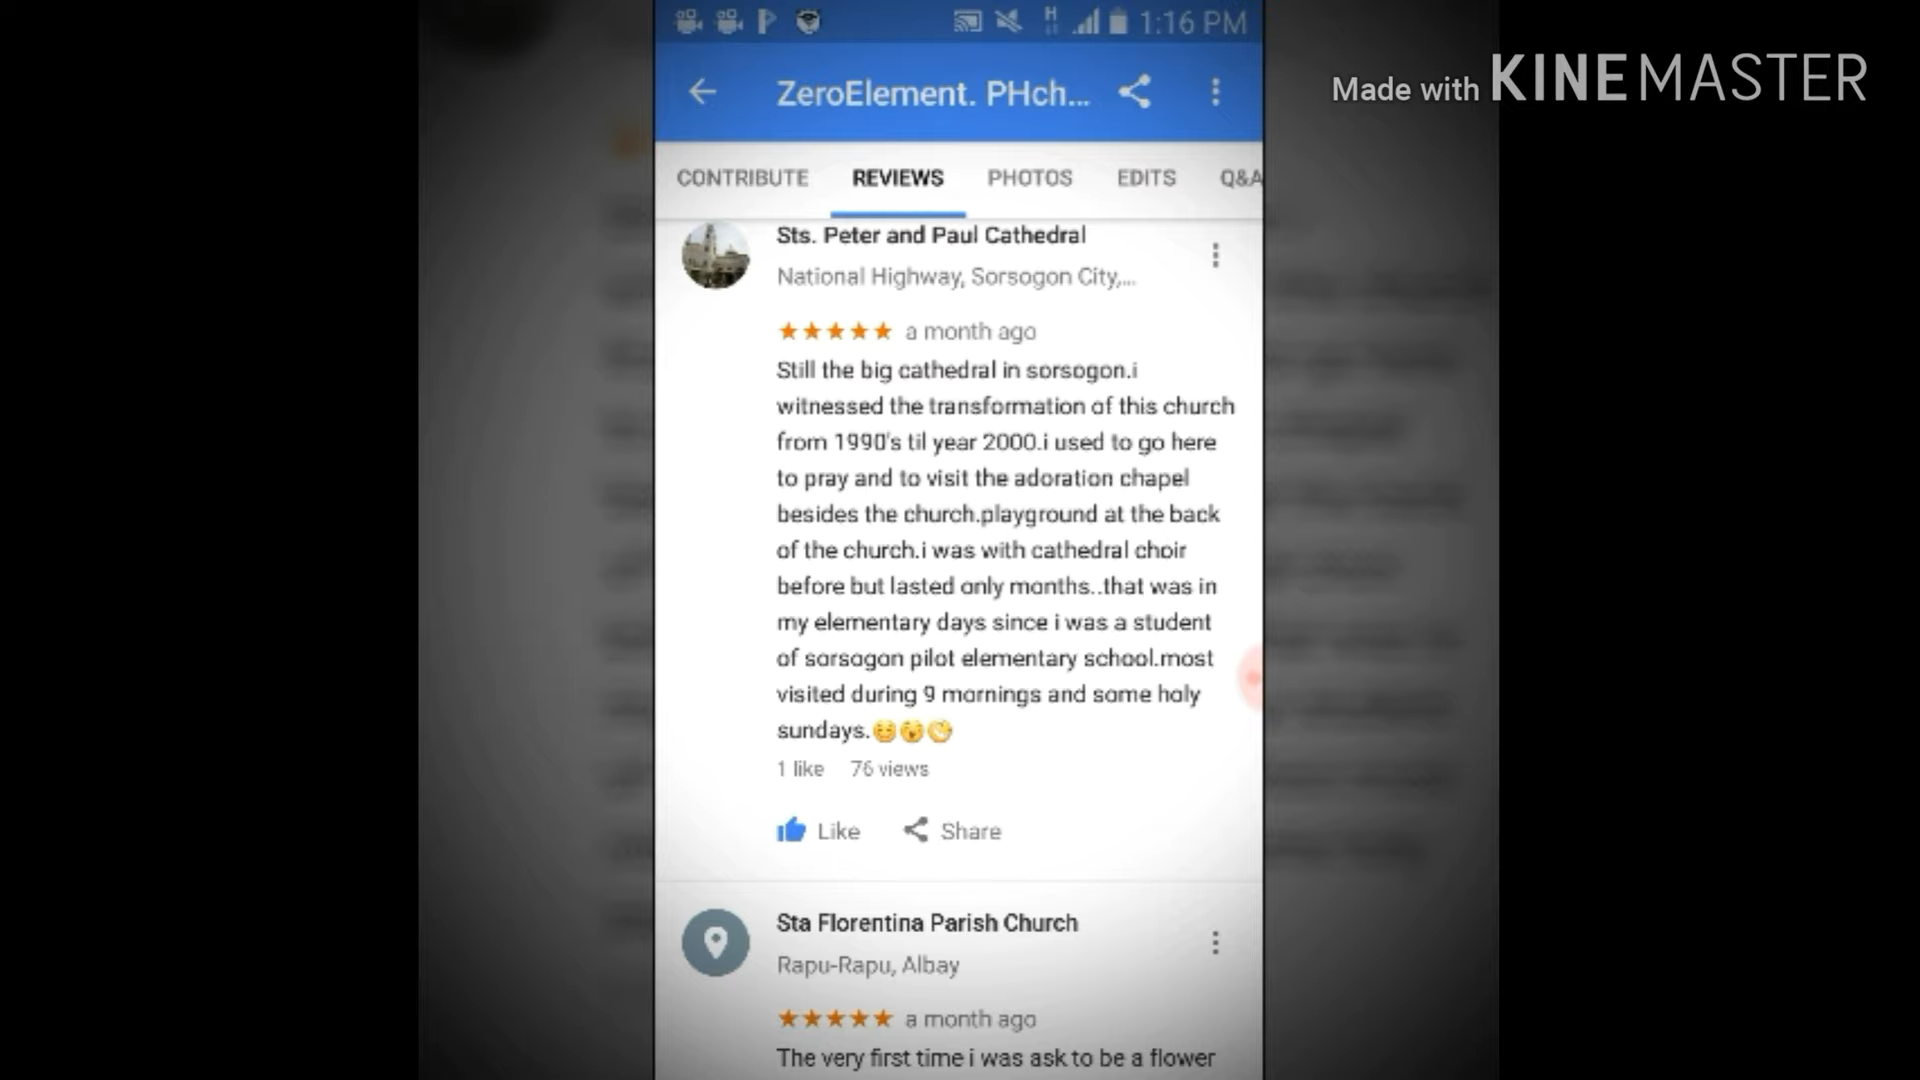 1:16 PM
Made with KINEMASTER
ZeroElement. PHch...
CONTRIBUTE REVIEWS PHOTOS EDITS Q&A
Sts. Peter and Paul Cathedral
National Highway, Sorsogon City,...
a month ago
Still the big cathedral in sorsogon.i
witnessed the transformation of this church
from 1990's til year 2000.i used to go here
to pray and to visit the adoration chapel
besides the church.playground at the back
of the church.i was with cathedral choir
before but lasted only months..that was in
my elementary days since i was a student
of sorsogon pilot elementary school.most
visited during 9 mornings and some holy
sundays.😊😲😋
1 like 76 views
Like Share
Sta Florentina Parish Church
Rapu-Rapu, Albay
a month ago
The very first time i was ask to be a flower